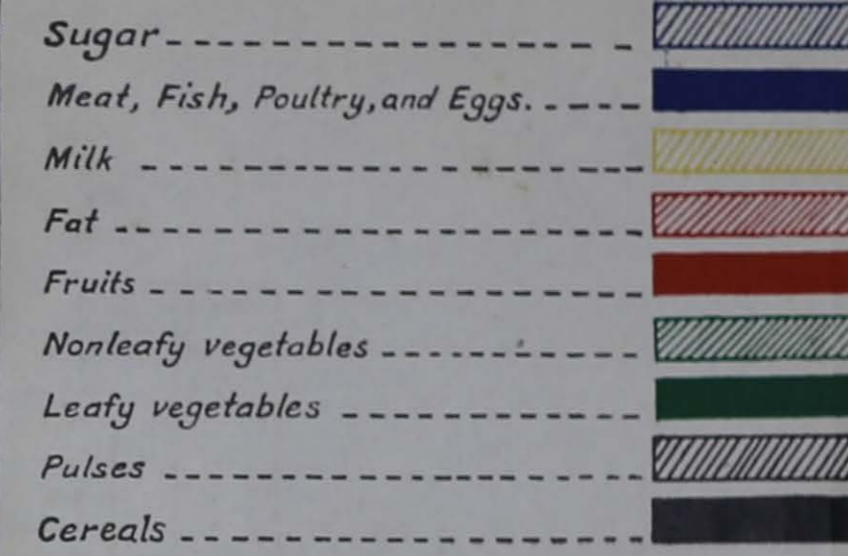 Sugar
Meat, Fish, Poultry, and Eggs.
Milk
Fat
Fruits
Nonleafy vegetables
Leafy vegetables
Pulses
Cereals